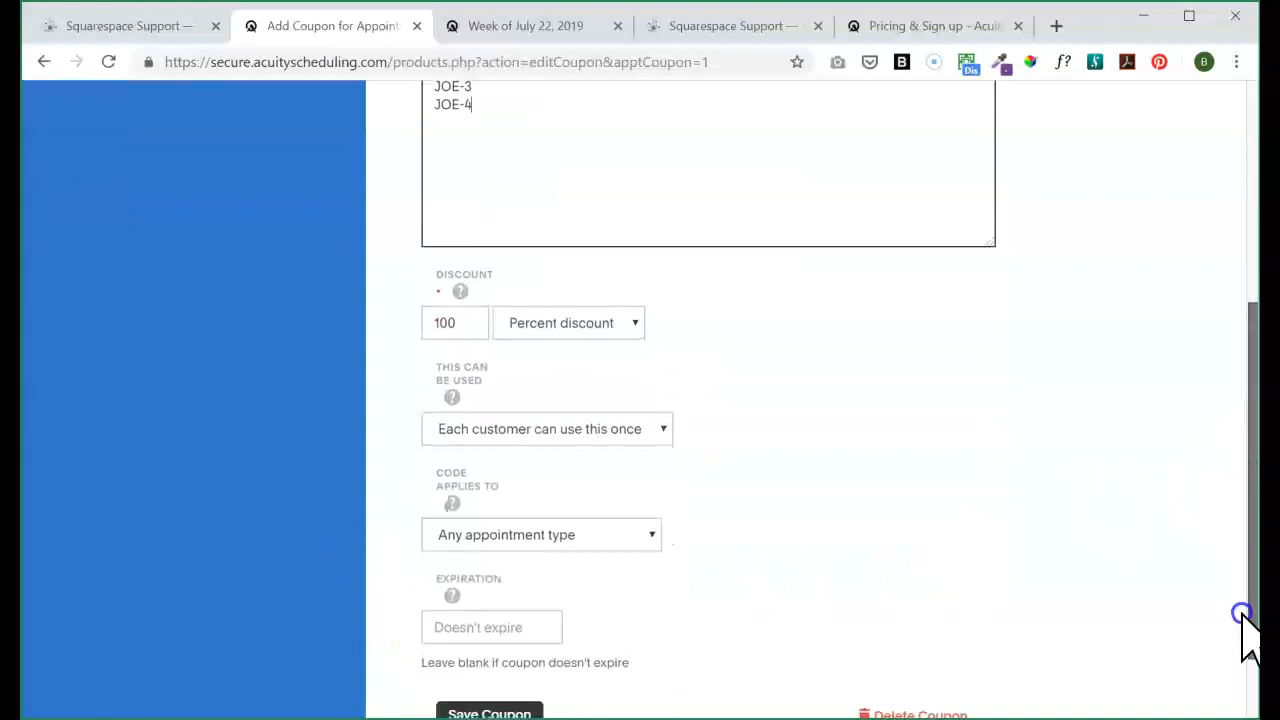 Squarespace Support —
Add Coupon for Appoint
Week of July 22, 2019
Squarespace Support —
Pricing & Sign up - Acuit
https://secure.acuityscheduling.com/products.php?action=editCoupon&apptCoupon=1
B
Dis
f?
B
JOE-3
JOE-4
DISCOUNT
100
Percent discount
THIS CAN
BE USED
Each customer can use this once
CODE
APPLIES TO
Any appointment type
EXPIRATION
Doesn't expire
Leave blank if coupon doesn't expire
Save Coupon
Delete Coupon